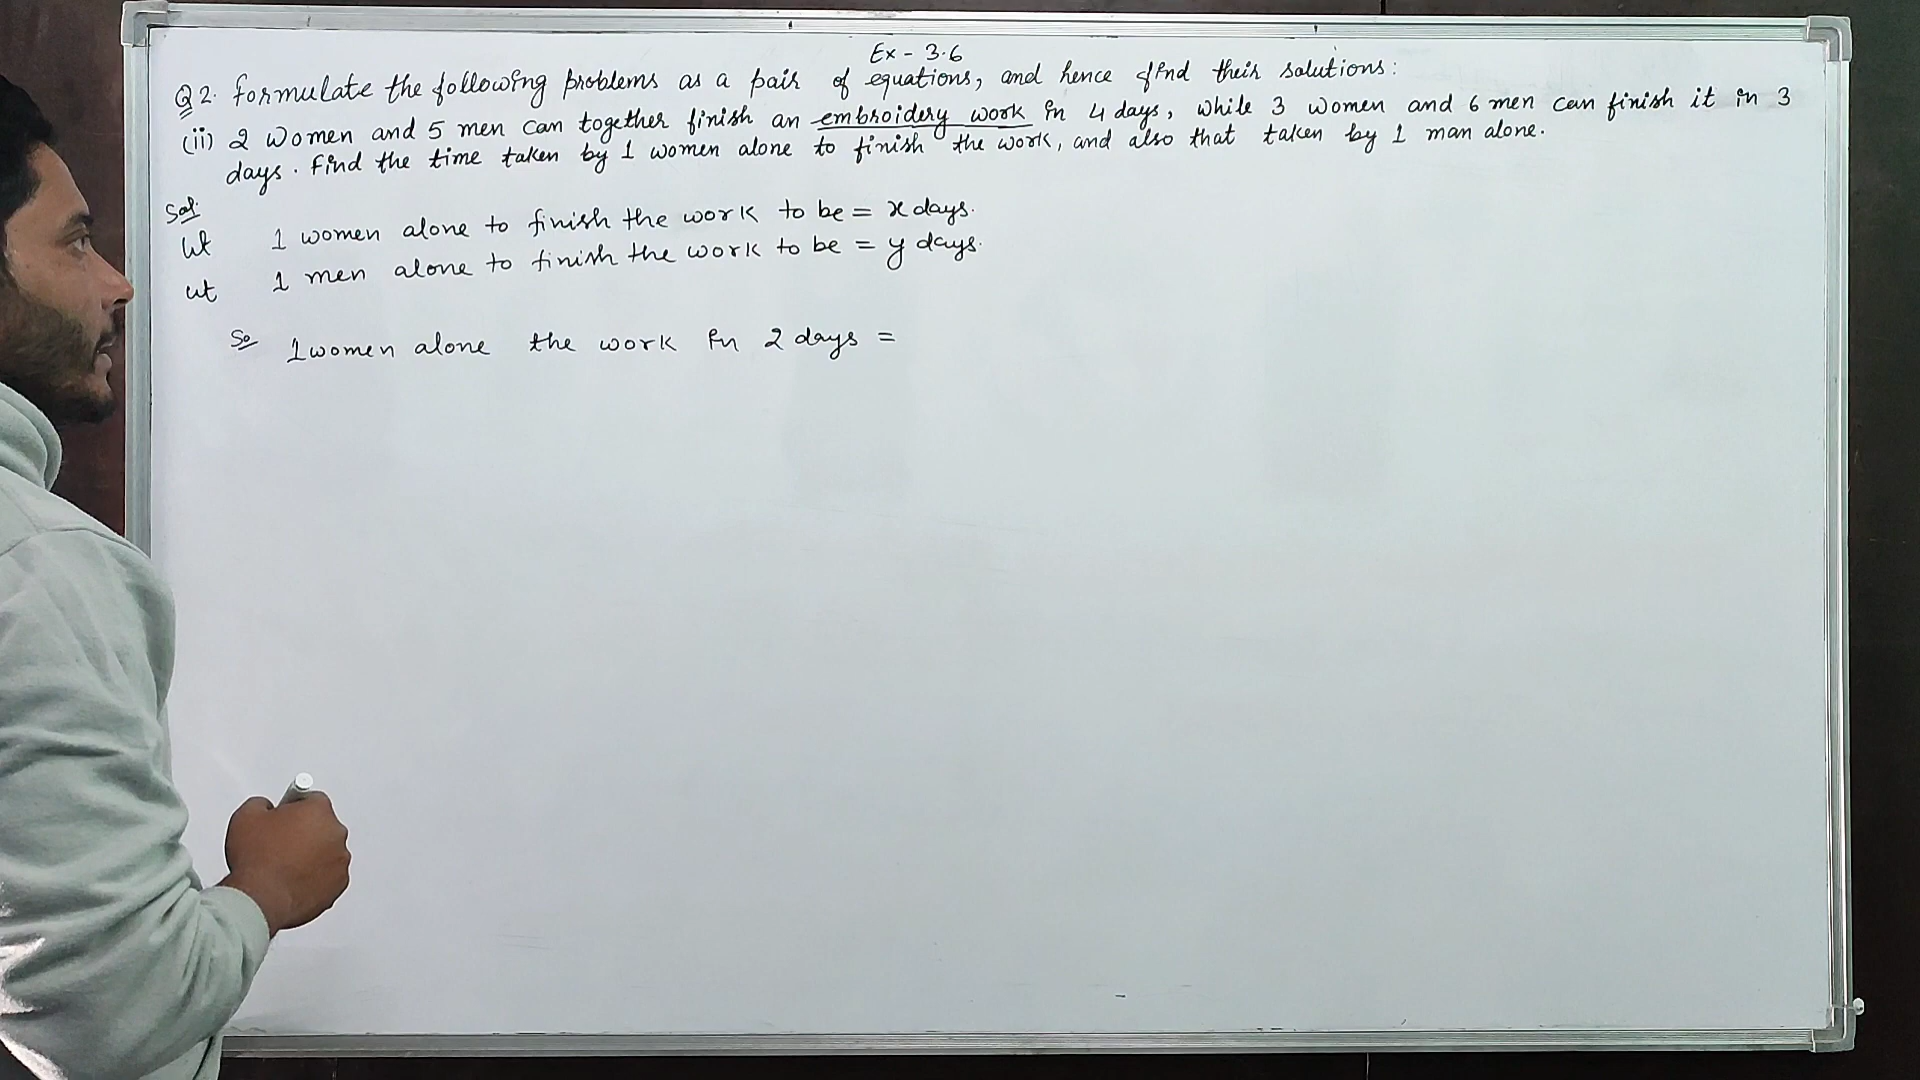 Ex - 3.6
Q 2. formulate the following problems as a pair of equations, and hence find their solutions:
(ii) 2 Women and 5 men can together finish an embroidery work in 4 days, while 3 women and 6 men can finish it in 3
days. Find the time taken by 1 women alone to finish the work, and also that taken by 1 man alone.
Sol.
let 1 women alone to finish the work to be = x days.
let 1 men alone to finish the work to be = y days.
So 1 women alone the work in 2 days =